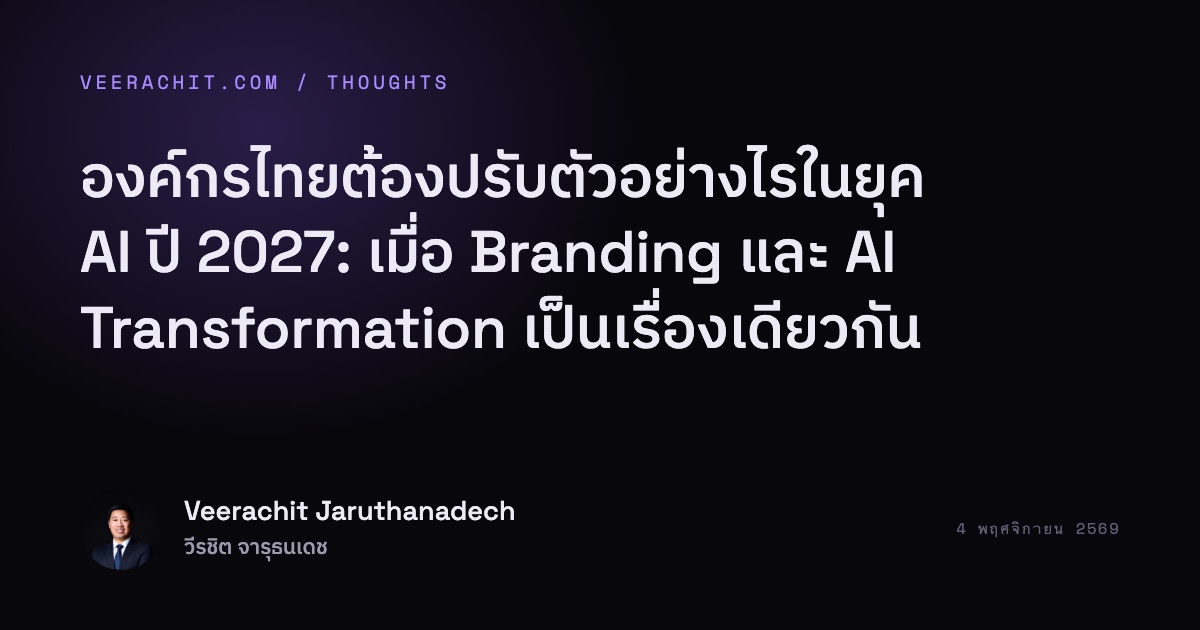 VEERACHIT.COM / THOUGHTS
องค์กรไทยต้องปรับตัวอย่างไรในยุค
AI ปี 2027: เมื่อ Branding และ AI
Transformation เป็นเรื่องเดียวกัน
Veerachit Jaruthanadech
วีรชิต จารุธนเดช
4 พฤศจิกายน 2569